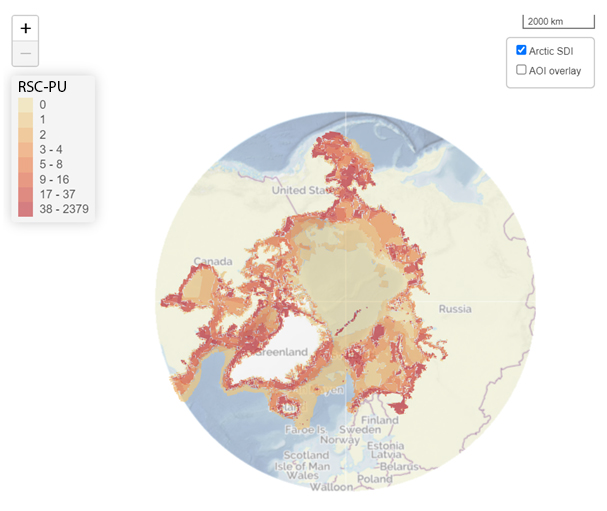 +
2000 km
Arctic SDI
–
AOI overlay
RSC-PU
0
1
2
3 - 4
5 - 8
9 - 16
17 - 37
38 - 2379
United Sta
Canada
Russia
Greenland
Finland
Faroe Is.
Sweden
Norway
Estonia
Scotland
Latvia
Isle of Man
Belarus
Wales
Poland
Walloon